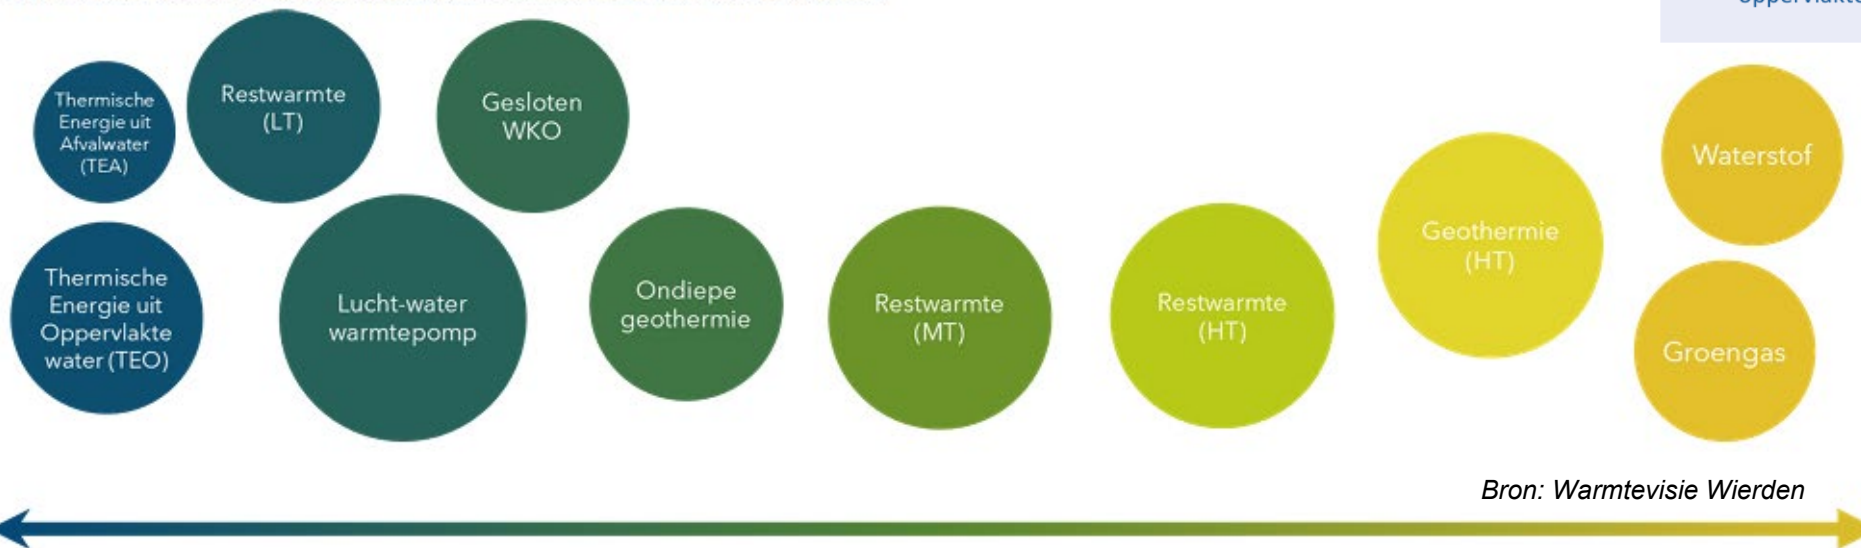 Thermische
Energie uit
Afvalwater
(TEA)
Restwarmte
(LT)
Gesloten
WKO
Thermische
Energie uit
Oppervlakte
water (TEO)
Lucht-water
warmtepomp
Ondiepe
geothermie
Restwarmte
(MT)
Restwarmte
(HT)
Geothermie
(HT)
Waterstof
Groengas
Bron: Warmtevisie Wierden